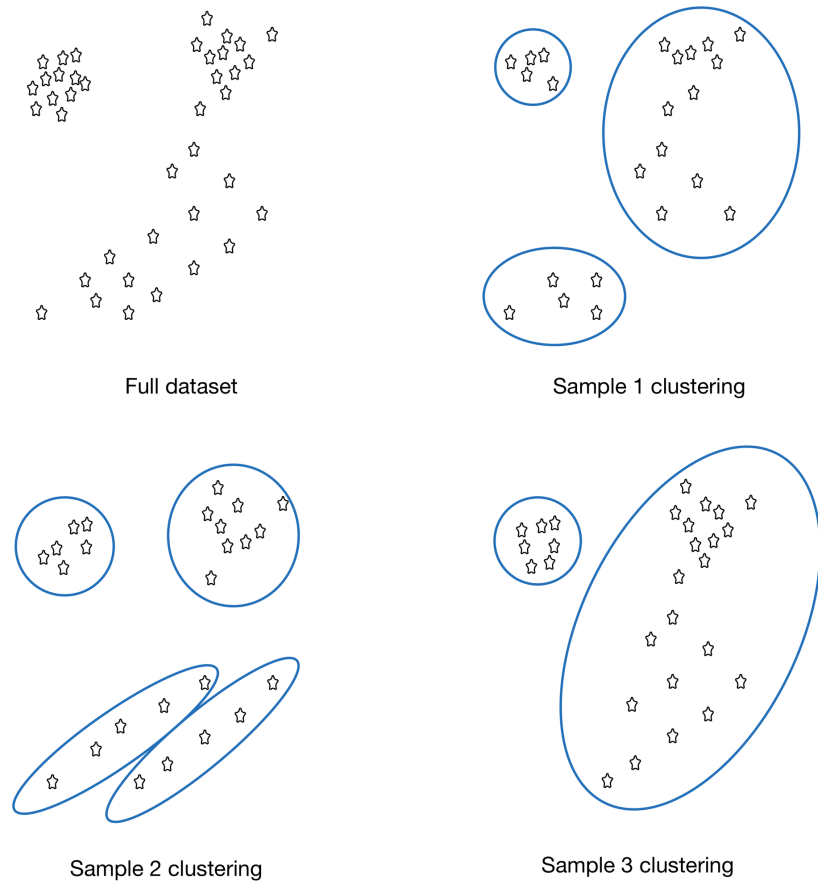 Full dataset
Sample 1 clustering
Sample 2 clustering
Sample 3 clustering